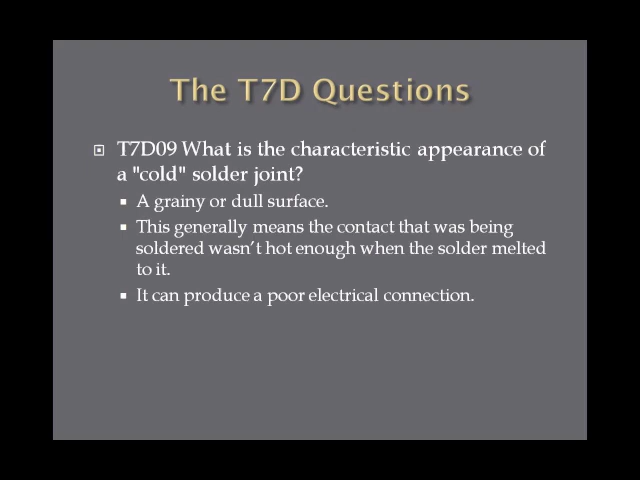 The T7D Questions
T7D09 What is the characteristic appearance of
a "cold" solder joint?
A grainy or dull surface.
This generally means the contact that was being
soldered wasn't hot enough when the solder melted
to it.
It can produce a poor electrical connection.